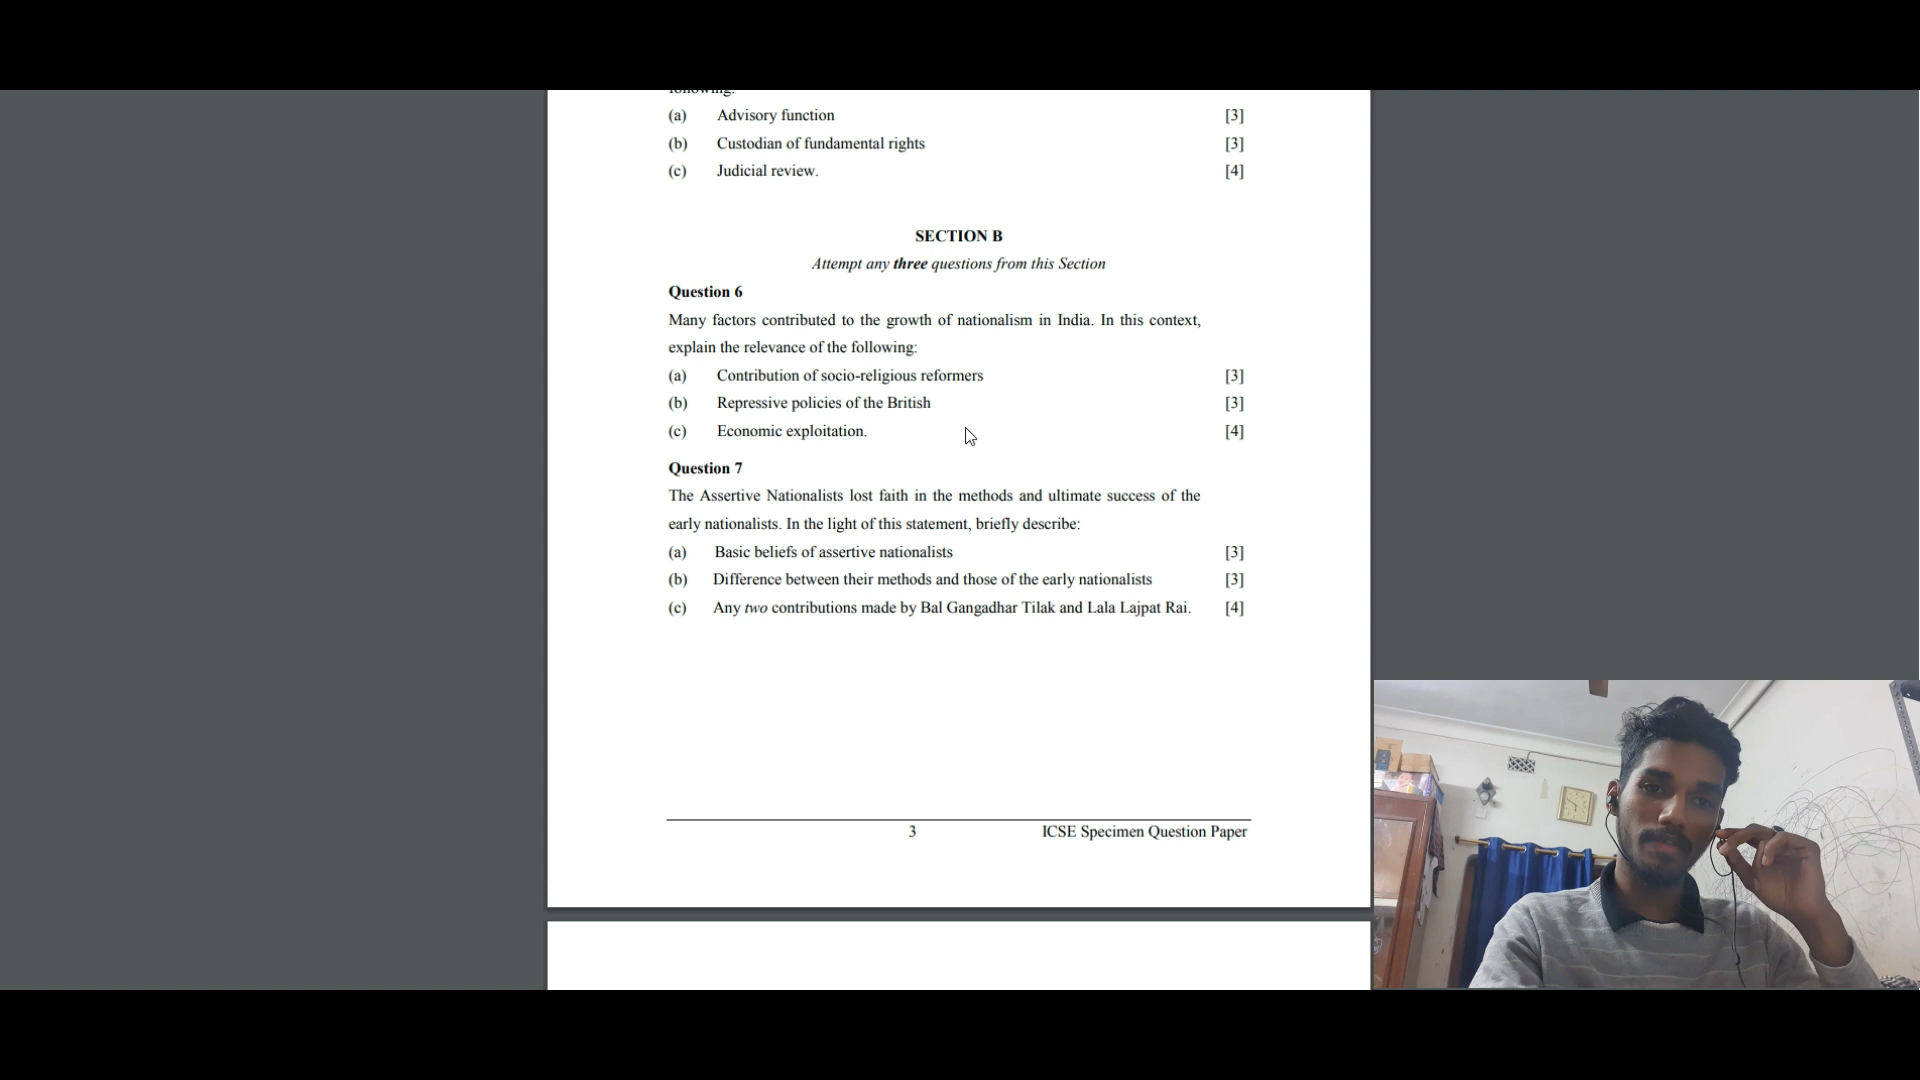 following:
(a) Advisory function [3]
(b) Custodian of fundamental rights [3]
(c) Judicial review. [4]
SECTION B
Attempt any three questions from this Section
Question 6
Many factors contributed to the growth of nationalism in India. In this context,
explain the relevance of the following:
(a) Contribution of socio-religious reformers [3]
(b) Repressive policies of the British [3]
(c) Economic exploitation. [4]
Question 7
The Assertive Nationalists lost faith in the methods and ultimate success of the
early nationalists. In the light of this statement, briefly describe:
(a) Basic beliefs of assertive nationalists [3]
(b) Difference between their methods and those of the early nationalists [3]
(c) Any two contributions made by Bal Gangadhar Tilak and Lala Lajpat Rai. [4]
3 ICSE Specimen Question Paper